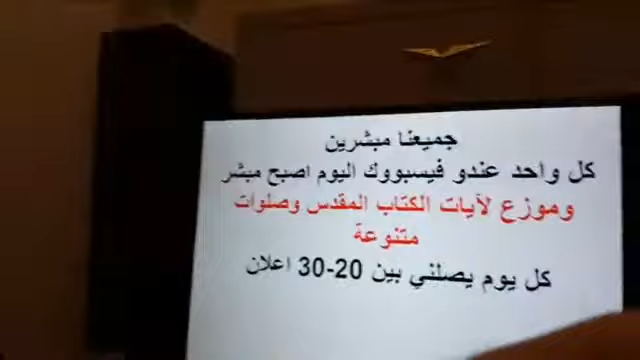 جميعنا مبشرين
كل واحد عندو فيسبووك اليوم اصبح مبشر
وموزع لآيات الكتاب المقدس وصلوات
متنوعة
كل يوم يصلني بين 20-30 اعلان